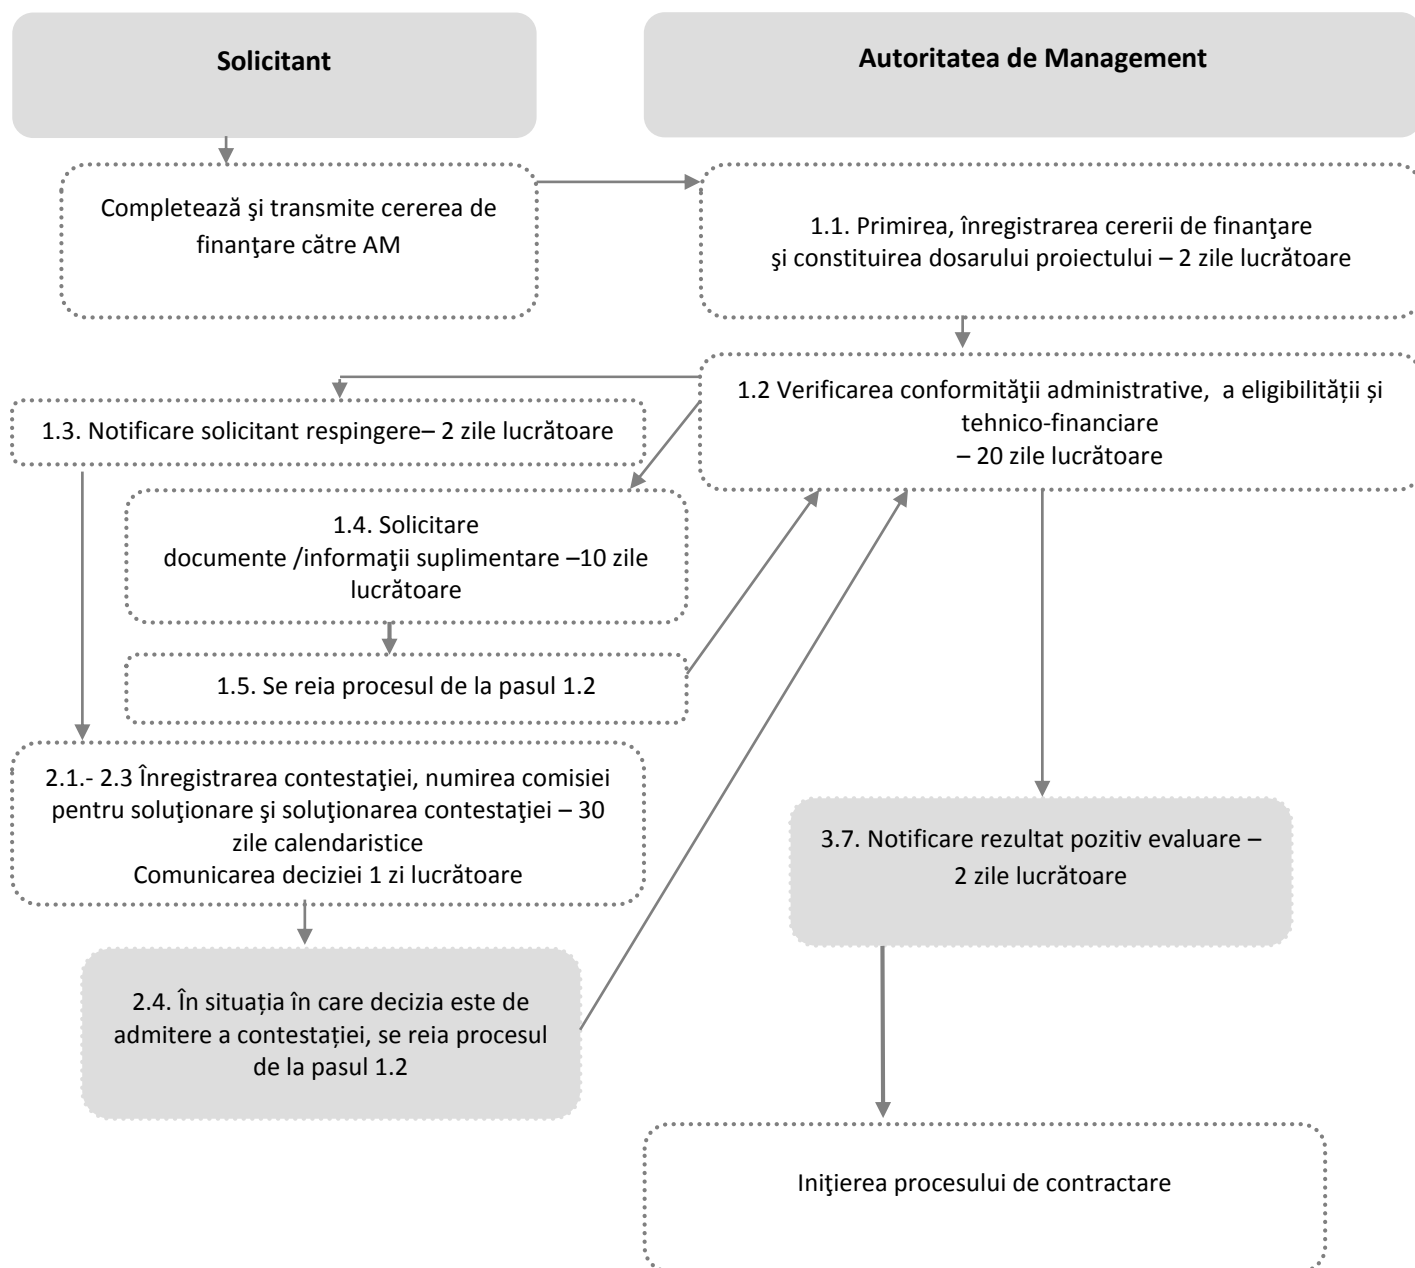 Solicitant
Autoritatea de Management
Completează şi transmite cererea de
finanţare către AM
1.1. Primirea, înregistrarea cererii de finanţare
şi constituirea dosarului proiectului – 2 zile lucrătoare
1.2 Verificarea conformităţii administrative, a eligibilității și
tehnico-financiare
– 20 zile lucrătoare
1.3. Notificare solicitant respingere– 2 zile lucrătoare
1.4. Solicitare
documente /informaţii suplimentare –10 zile
lucrătoare
1.5. Se reia procesul de la pasul 1.2
2.1.- 2.3 Înregistrarea contestaţiei, numirea comisiei
pentru soluţionare şi soluţionarea contestaţiei – 30
zile calendaristice
Comunicarea deciziei 1 zi lucrătoare
3.7. Notificare rezultat pozitiv evaluare –
2 zile lucrătoare
2.4. În situația în care decizia este de
admitere a contestației, se reia procesul
de la pasul 1.2
Iniţierea procesului de contractare